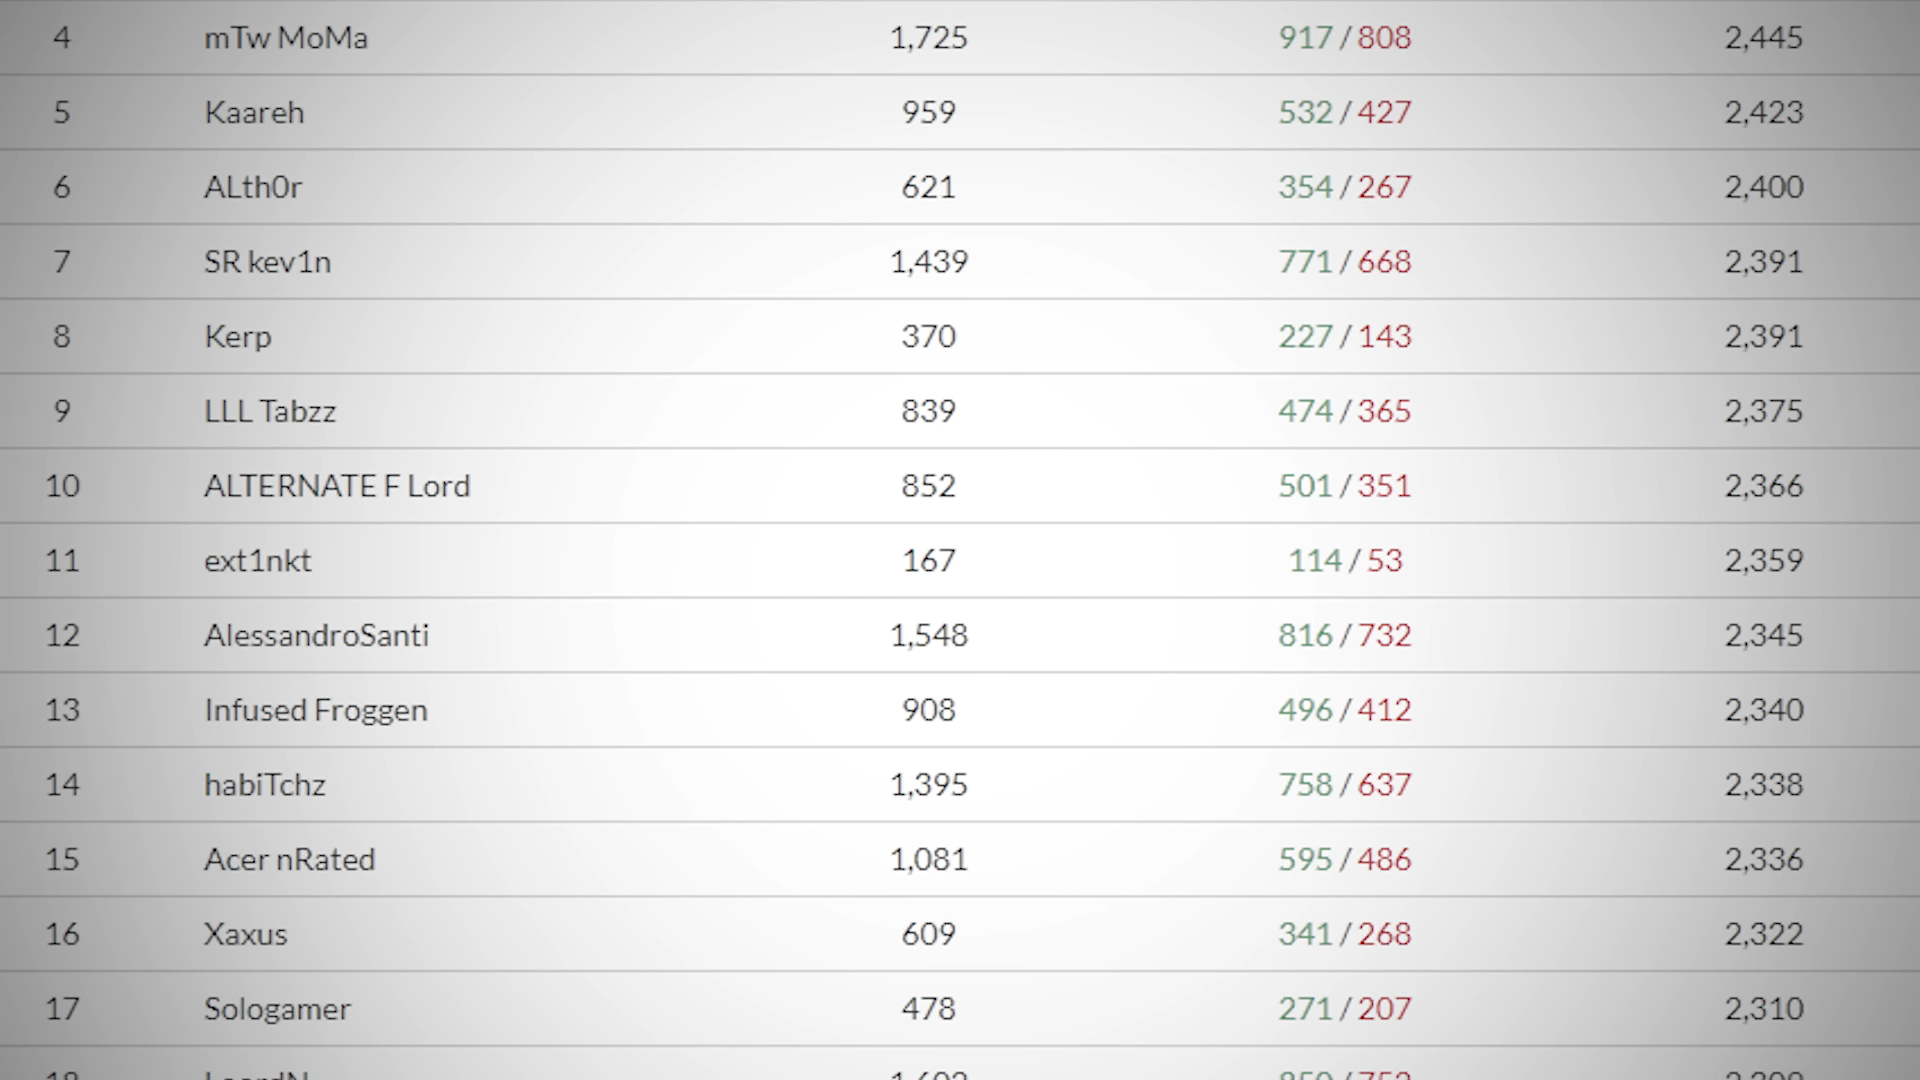 4 mTw MoMa 1,725 917 / 808 2,445
5 Kaareh 959 532 / 427 2,423
6 ALth0r 621 354 / 267 2,400
7 SR kev1n 1,439 771 / 668 2,391
8 Kerp 370 227 / 143 2,391
9 LLL Tabzz 839 474 / 365 2,375
10 ALTERNATE F Lord 852 501 / 351 2,366
11 ext1nkt 167 114 / 53 2,359
12 AlessandroSanti 1,548 816 / 732 2,345
13 Infused Froggen 908 496 / 412 2,340
14 habiTchz 1,395 758 / 637 2,338
15 Acer nRated 1,081 595 / 486 2,336
16 Xaxus 609 341 / 268 2,322
17 Sologamer 478 271 / 207 2,310